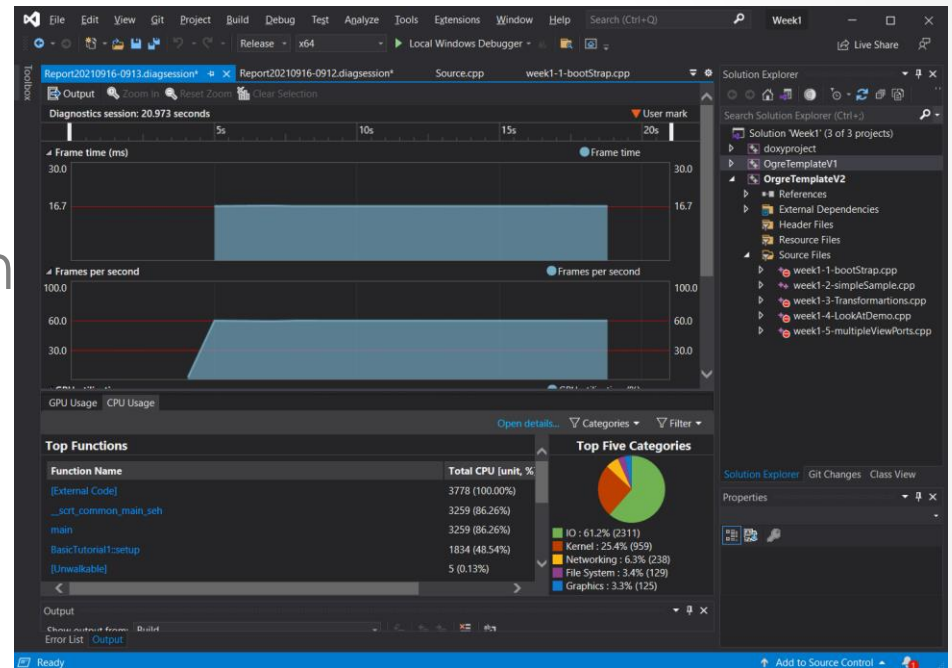 File Edit View Git Project Build Debug Test Analyze Tools Extensions Window Help Search (Ctrl+Q) Week1
Release x64 Local Windows Debugger Live Share
Toolbox
Report20210916-0913.diagsession* Report20210916-0912.diagsession* Source.cpp week1-1-bootStrap.cpp
Output Zoom In Reset Zoom Clear Selection
Diagnostics session: 20.973 seconds User mark
5s 10s 15s 20s
Frame time (ms) Frame time
30.0 30.0
16.7 16.7
n
Frames per second Frames per second
100.0 100.0
60.0 60.0
30.0 30.0
GPU Usage CPU Usage
Open details... Categories Filter
Top Functions
Function Name Total CPU [unit, %
[External Code] 3778 (100.00%)
__scrt_common_main_seh 3259 (86.26%)
main 3259 (86.26%)
BasicTutorial1::setup 1834 (48.54%)
[Unwalkable] 5 (0.13%)
Top Five Categories
IO : 61.2% (2311)
Kernel : 25.4% (959)
Networking : 6.3% (238)
File System : 3.4% (129)
Graphics : 3.3% (125)
Output
Show output from: Build
Error List Output
Solution Explorer
Search Solution Explorer (Ctrl+;)
Solution 'Week1' (3 of 3 projects)
doxyproject
OgreTemplateV1
OrgreTemplateV2
References
External Dependencies
Header Files
Resource Files
Source Files
week1-1-bootStrap.cpp
week1-2-simpleSample.cpp
week1-3-Transformartions.cpp
week1-4-LookAtDemo.cpp
week1-5-multipleViewPorts.cpp
Solution Explorer Git Changes Class View
Properties
Ready Add to Source Control 1